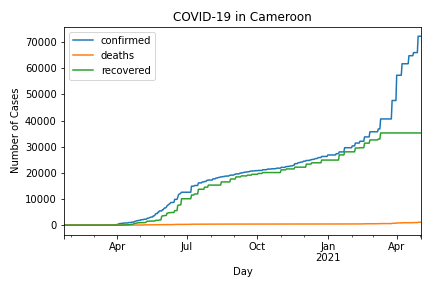 COVID-19 in Cameroon
confirmed
deaths
recovered
Number of Cases
70000
60000
50000
40000
30000
20000
10000
0
Apr
Jul
Oct
Jan
2021
Apr
Day